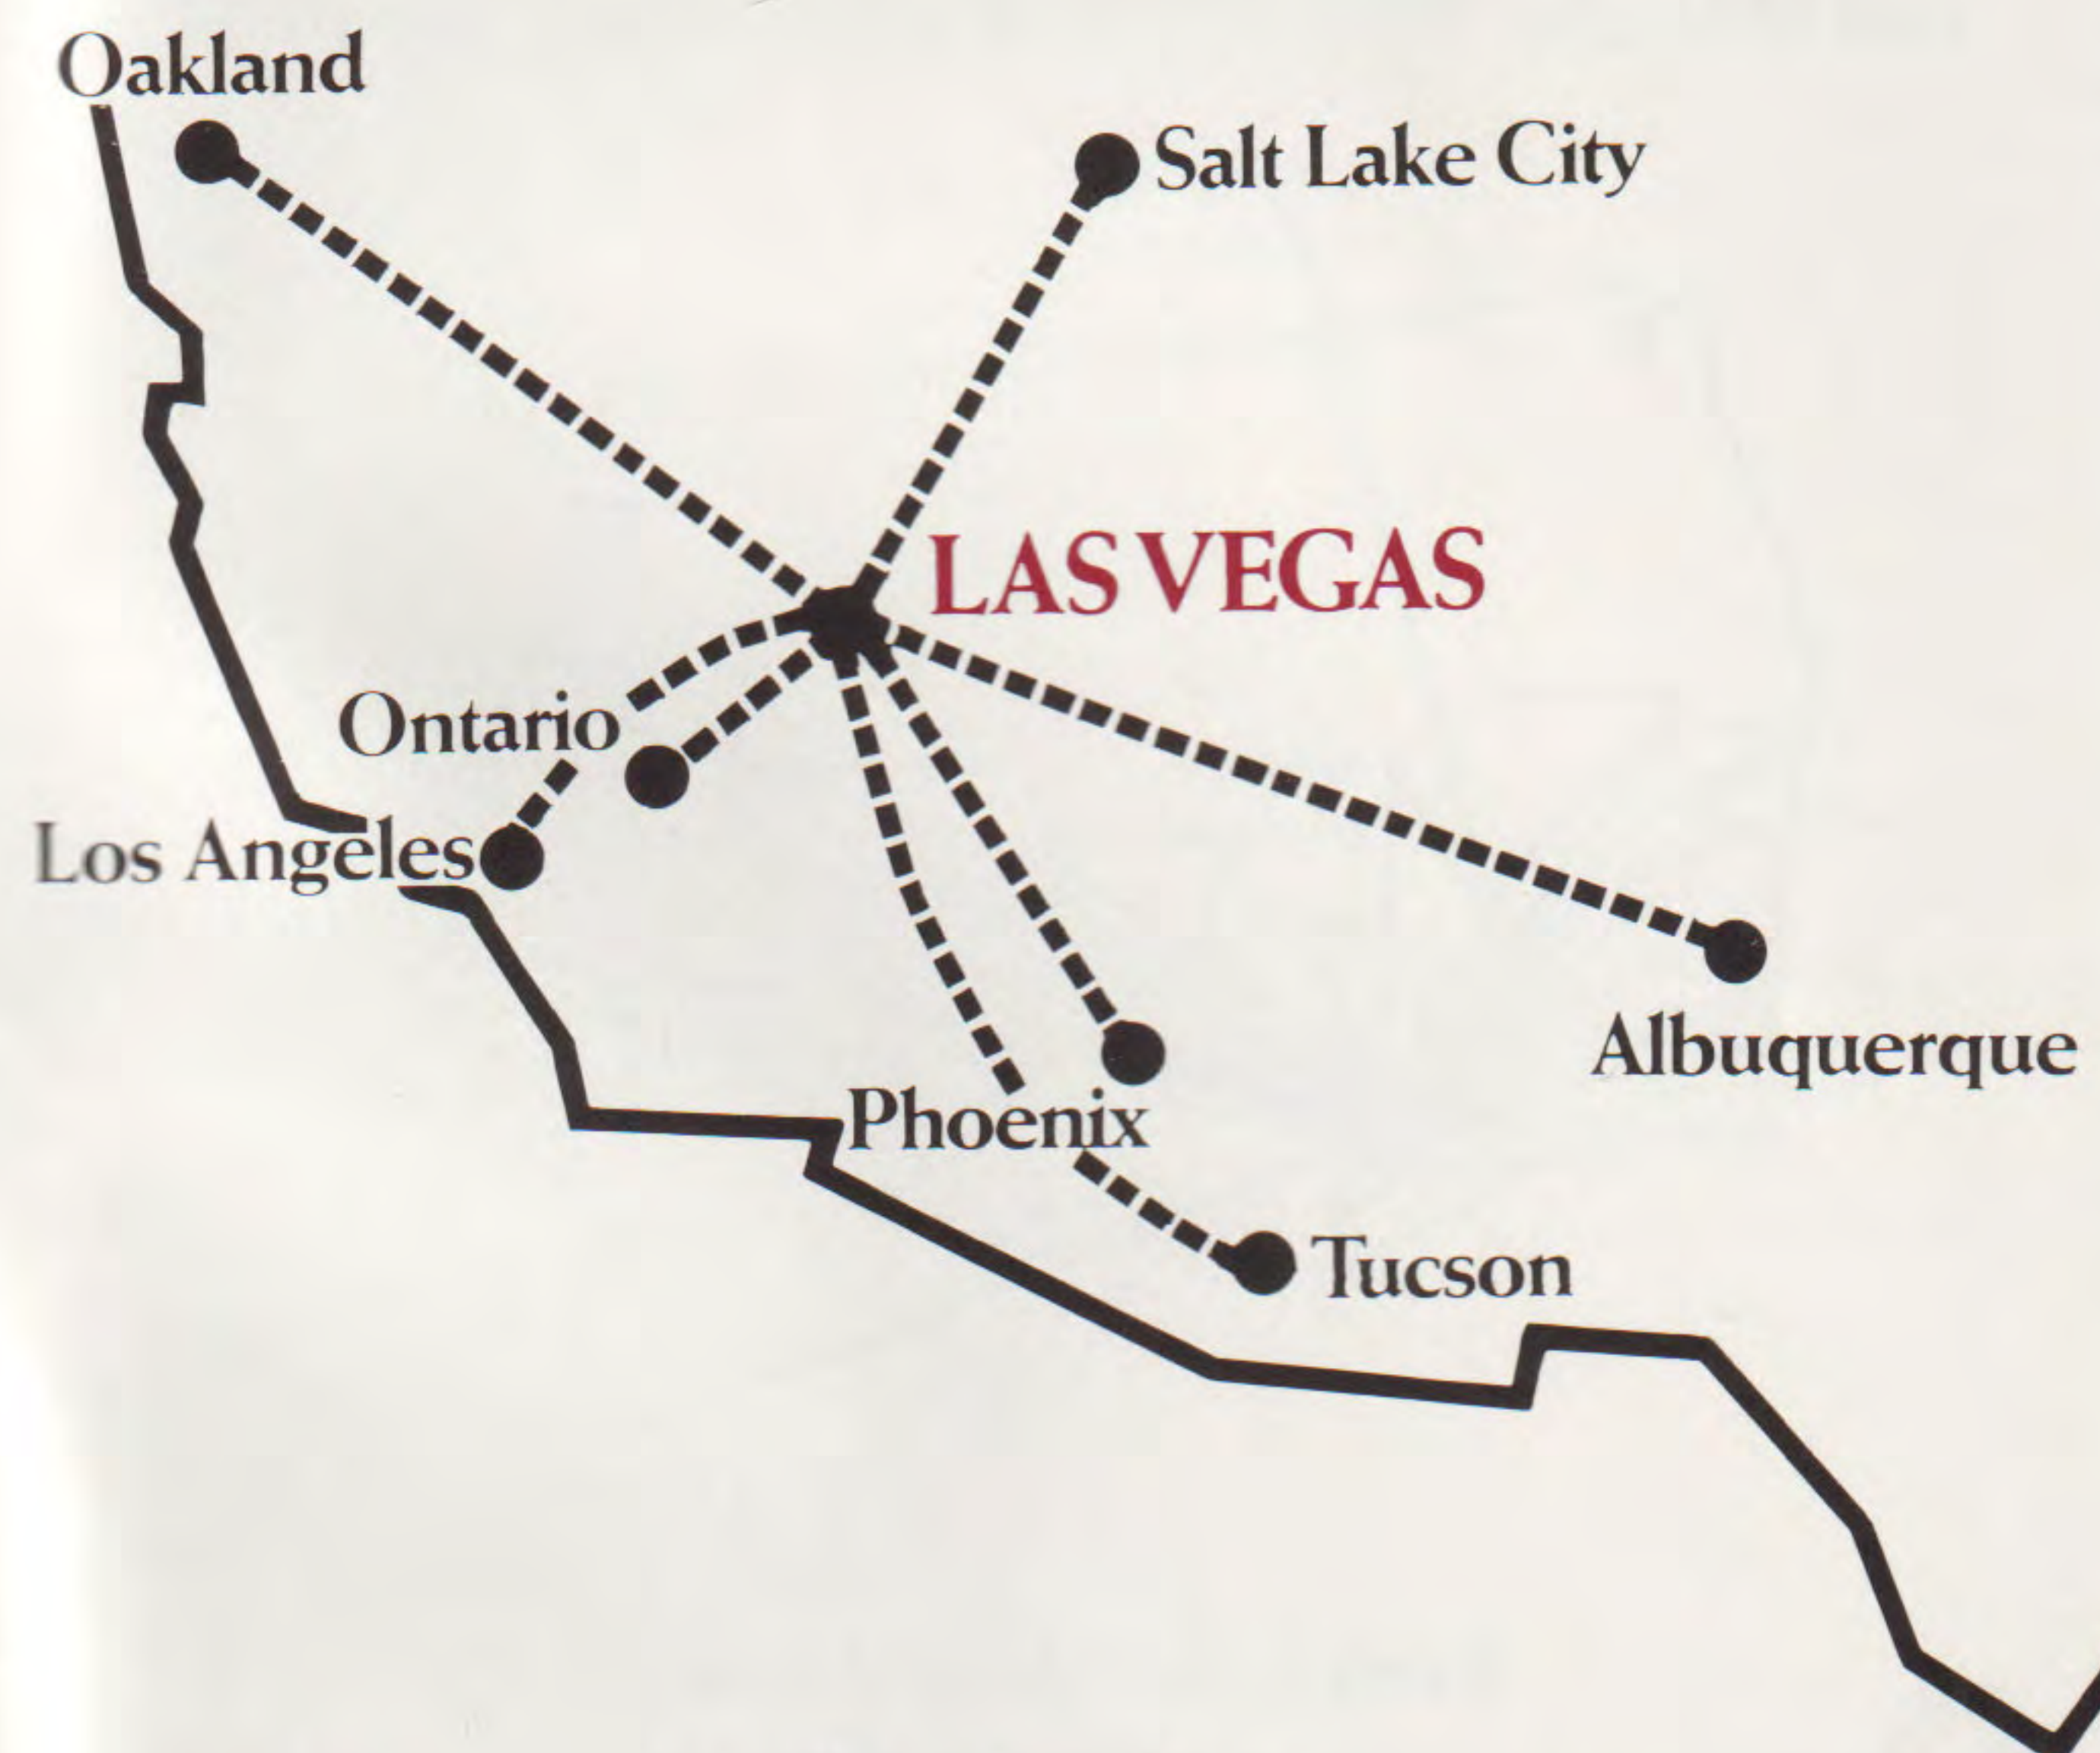 Oakland
Salt Lake City
LAS VEGAS
Ontario
Los Angeles
Albuquerque
Phoenix
Tucson